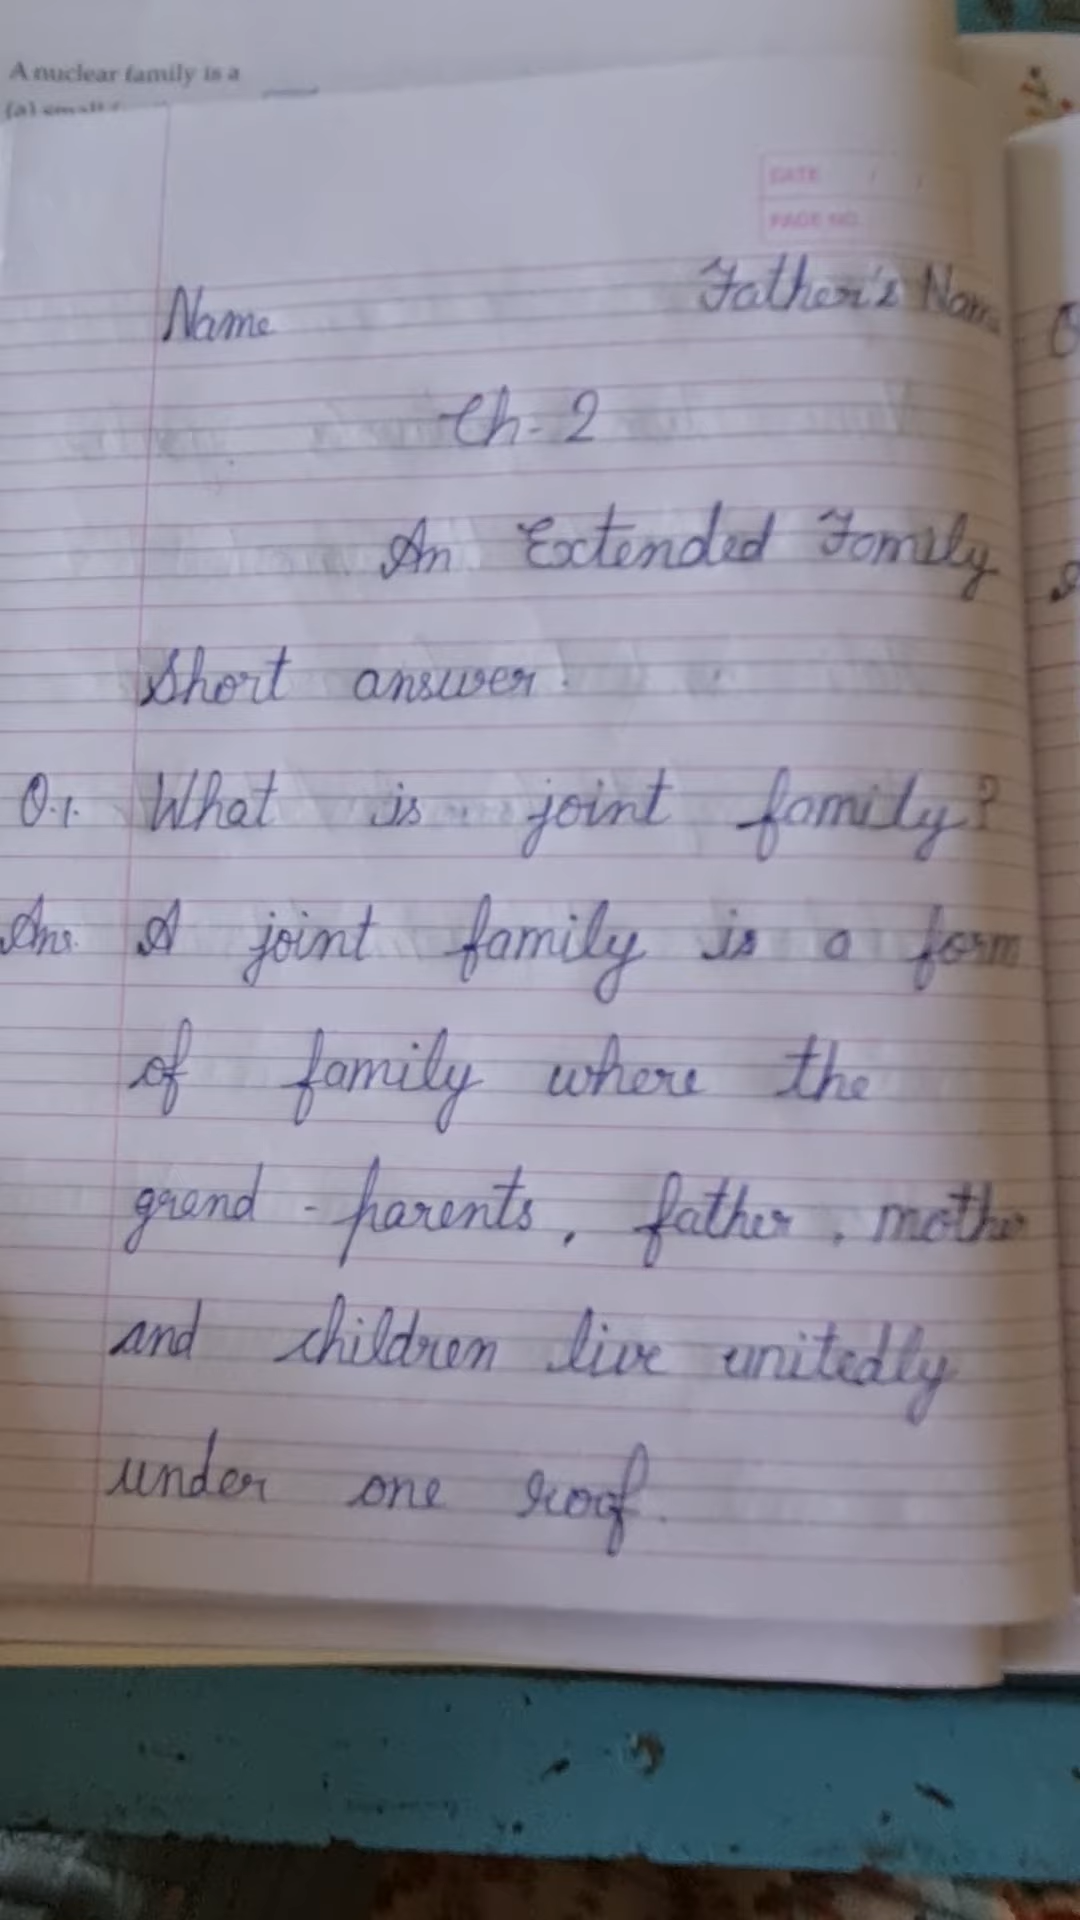 A nuclear family is a
DATE / /
PAGE NO.
Name Father's Name
Ch-2
An Extended Family
Short answer.
Q.1. What is joint family?
Ans. A joint family is a form
of family where the
grand-parents, father, mother
and children live unitedly
under one roof.